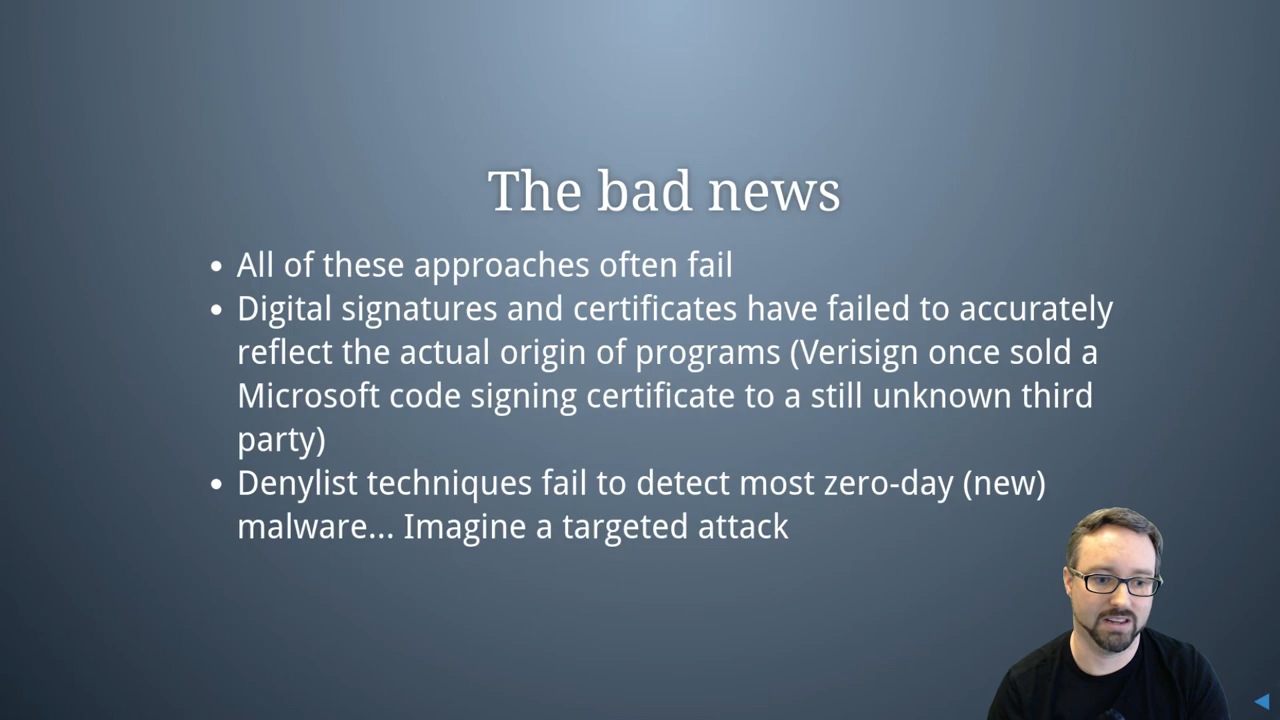 The bad news
• All of these approaches often fail
• Digital signatures and certificates have failed to accurately
reflect the actual origin of programs (Verisign once sold a
Microsoft code signing certificate to a still unknown third
party)
• Denylist techniques fail to detect most zero-day (new)
malware... Imagine a targeted attack